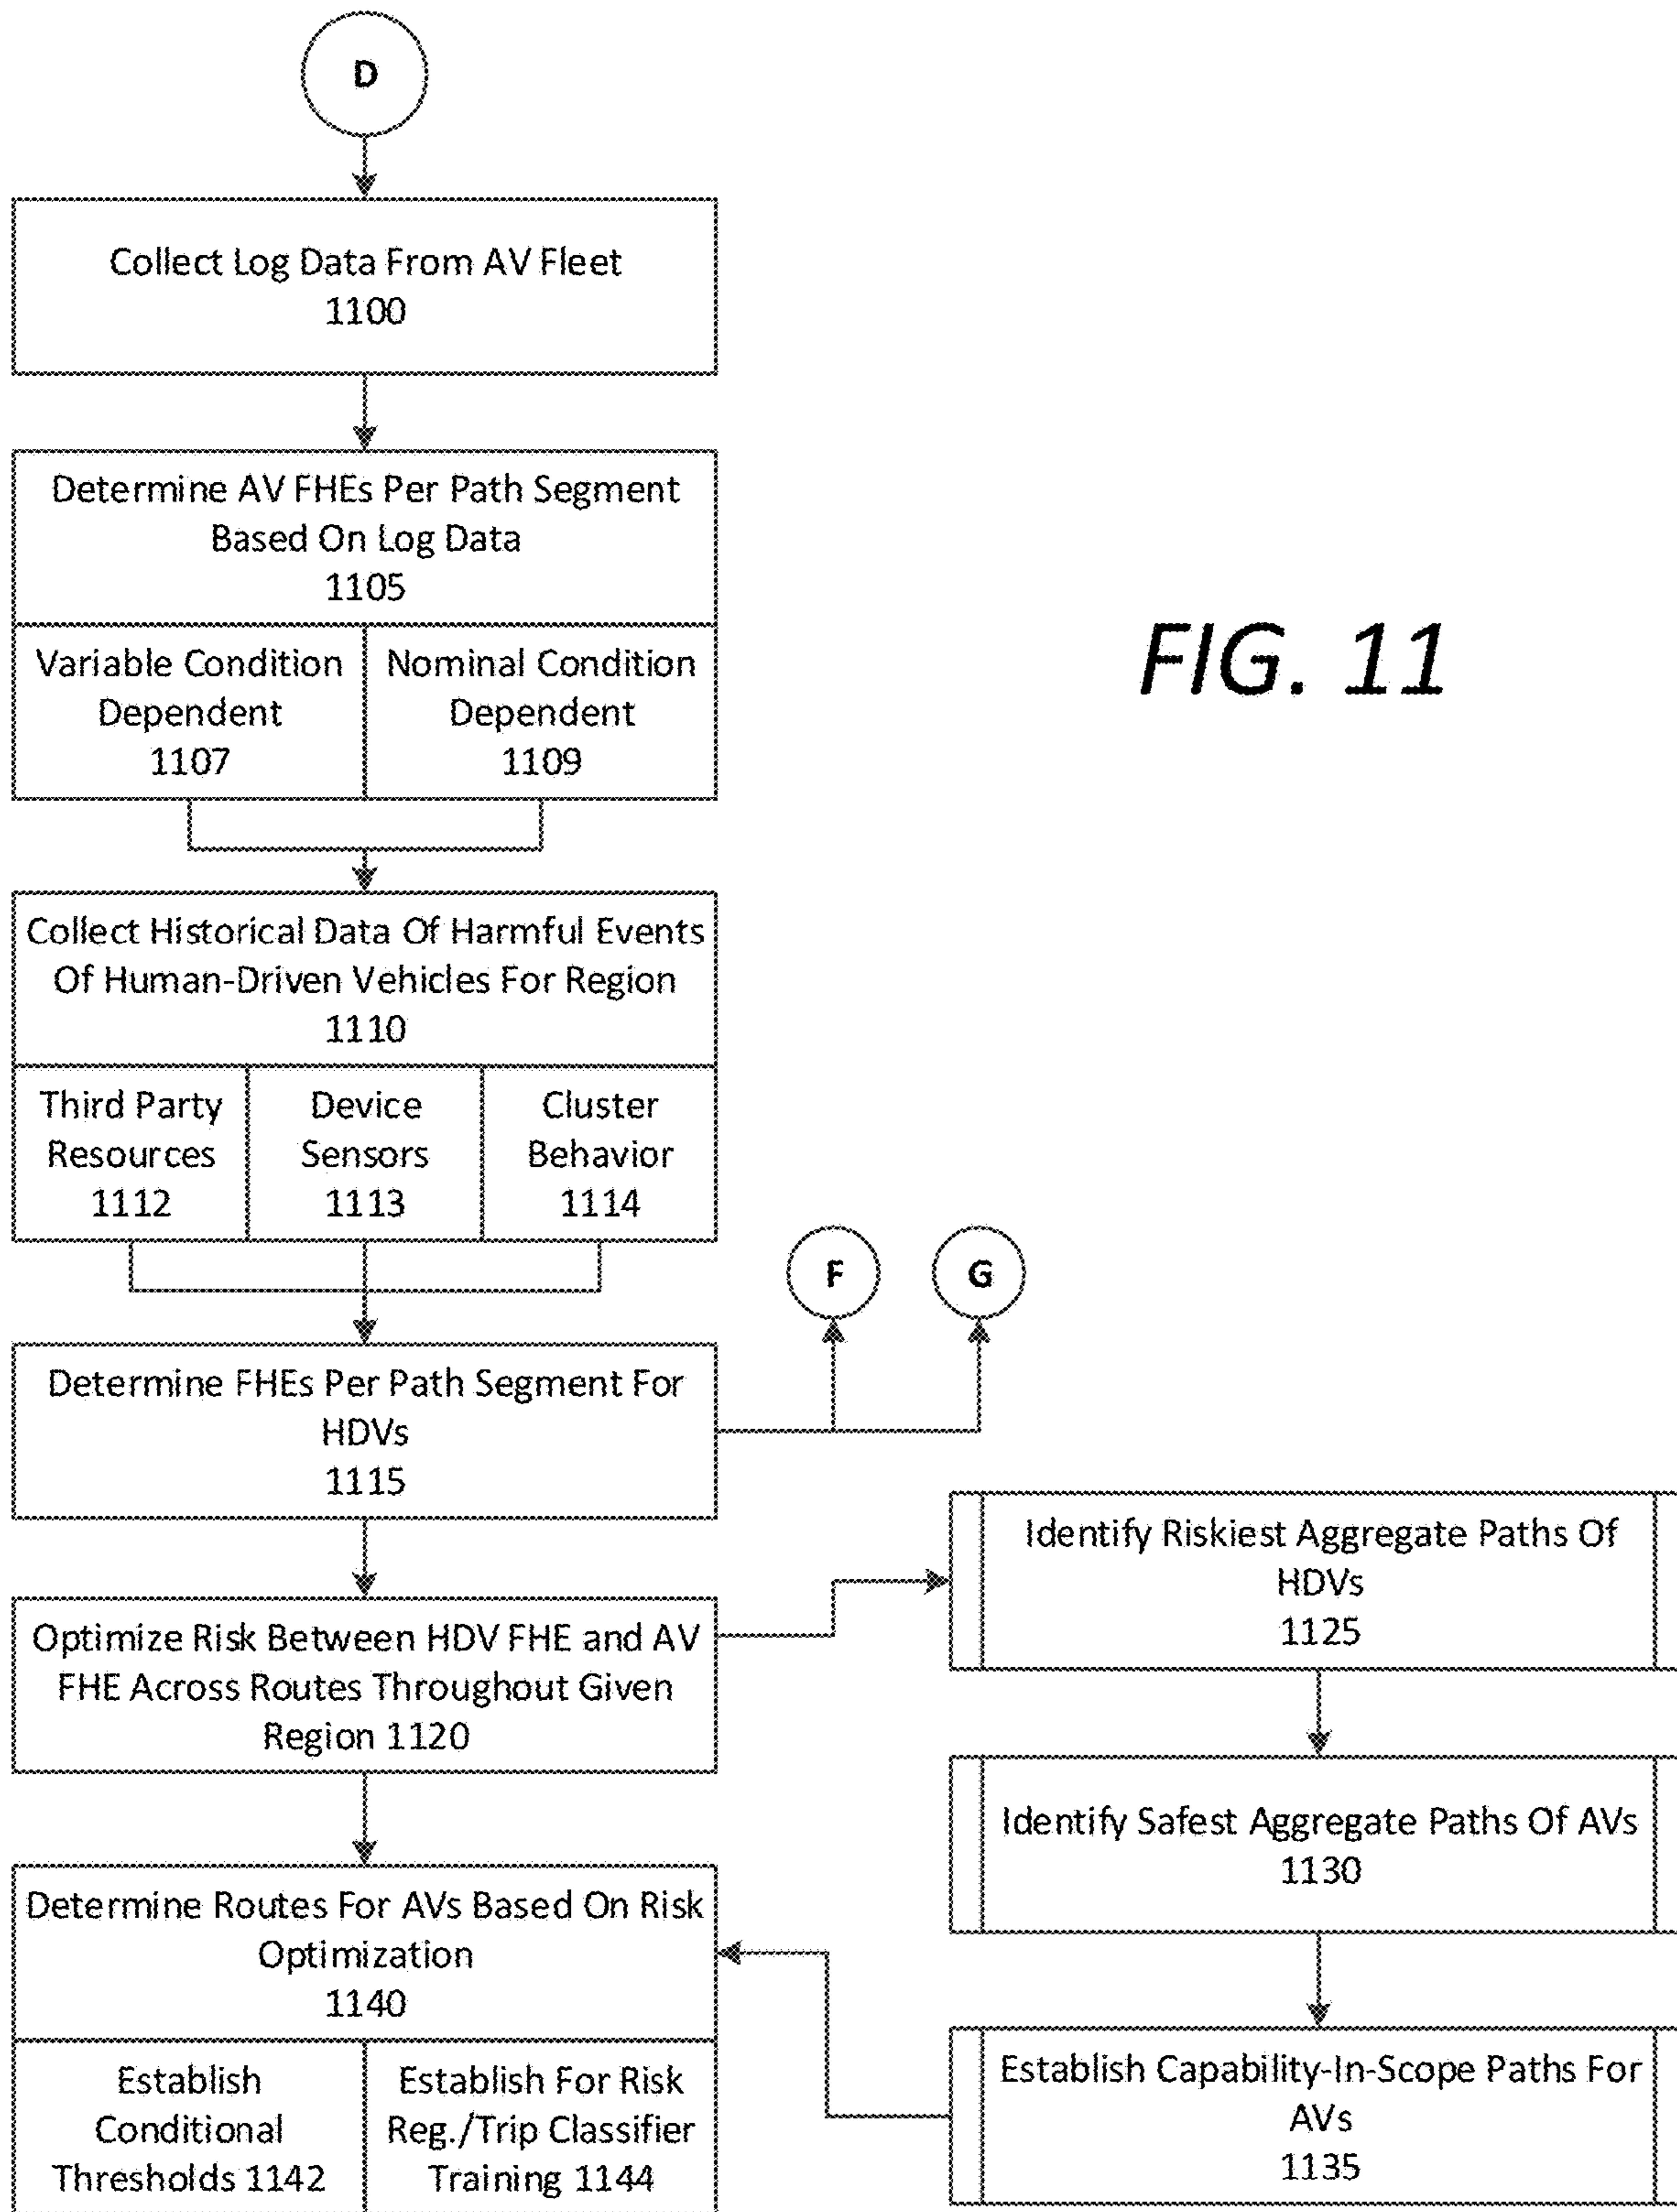 D
Collect Log Data From AV Fleet
1100
Determine AV FHEs Per Path Segment
Based On Log Data
1105
Variable Condition
Dependent
1107
Nominal Condition
Dependent
1109
FIG. 11
Collect Historical Data Of Harmful Events
Of Human-Driven Vehicles For Region
1110
Third Party
Resources
1112
Device
Sensors
1113
Cluster
Behavior
1114
F
G
Determine FHEs Per Path Segment For
HDVs
1115
Optimize Risk Between HDV FHE and AV
FHE Across Routes Throughout Given
Region 1120
Identify Riskiest Aggregate Paths Of
HDVs
1125
Identify Safest Aggregate Paths Of AVs
1130
Establish Capability-In-Scope Paths For
AVs
1135
Determine Routes For AVs Based On Risk
Optimization
1140
Establish
Conditional
Thresholds 1142
Establish For Risk
Reg./Trip Classifier
Training 1144